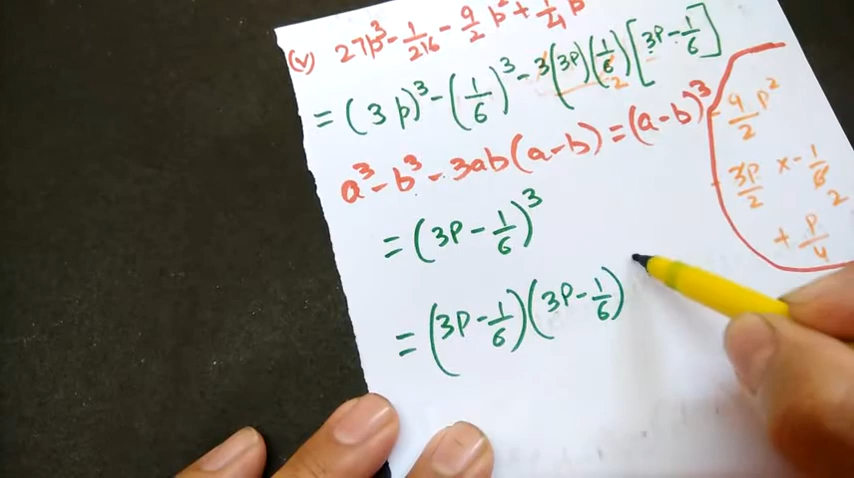 (v) 27p³ - 1/216 - 9/2 p² + 1/4 p
= (3p)³ - (1/6)³ - 3(3P)(1/6)[3P - 1/6]
a³ - b³ - 3ab(a-b) = (a-b)³
= (3P - 1/6)³
= (3P - 1/6)(3P - 1/6)
- 9/2 p²
3P/2 x - 1/6
2
+ P/4